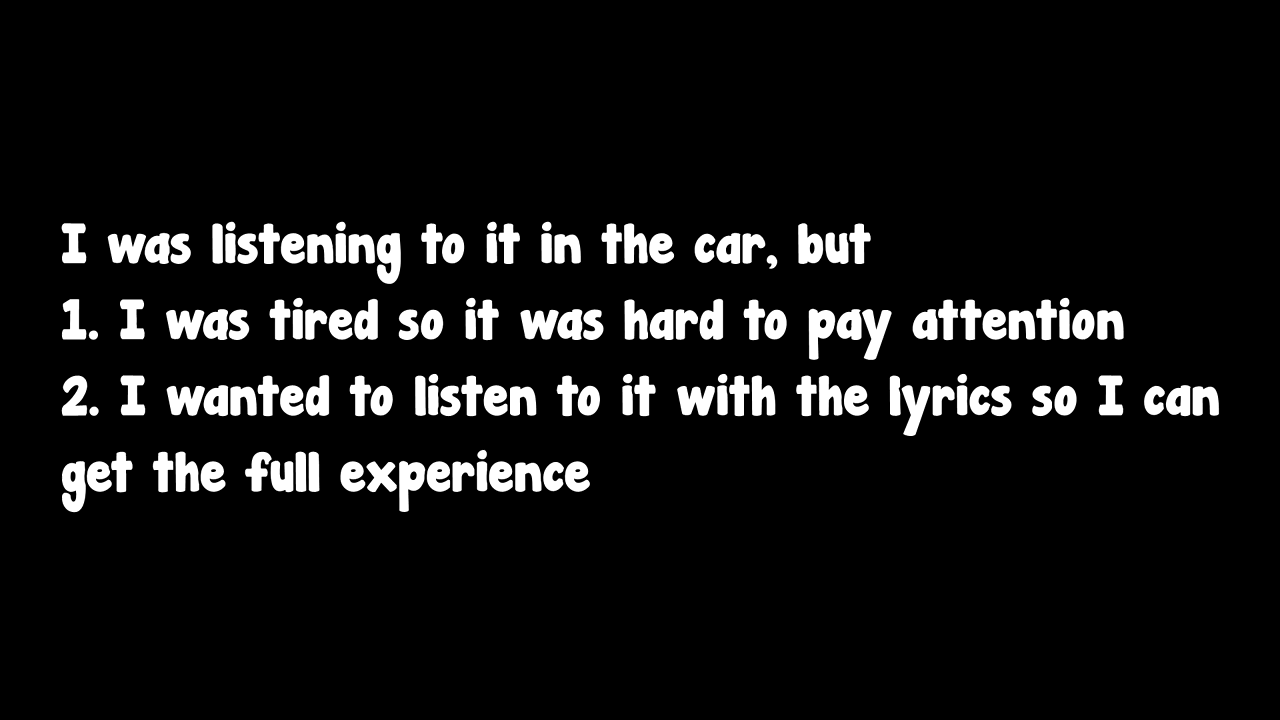 I was listening to it in the car, but
1. I was tired so it was hard to pay attention
2. I wanted to listen to it with the lyrics so I can
get the full experience